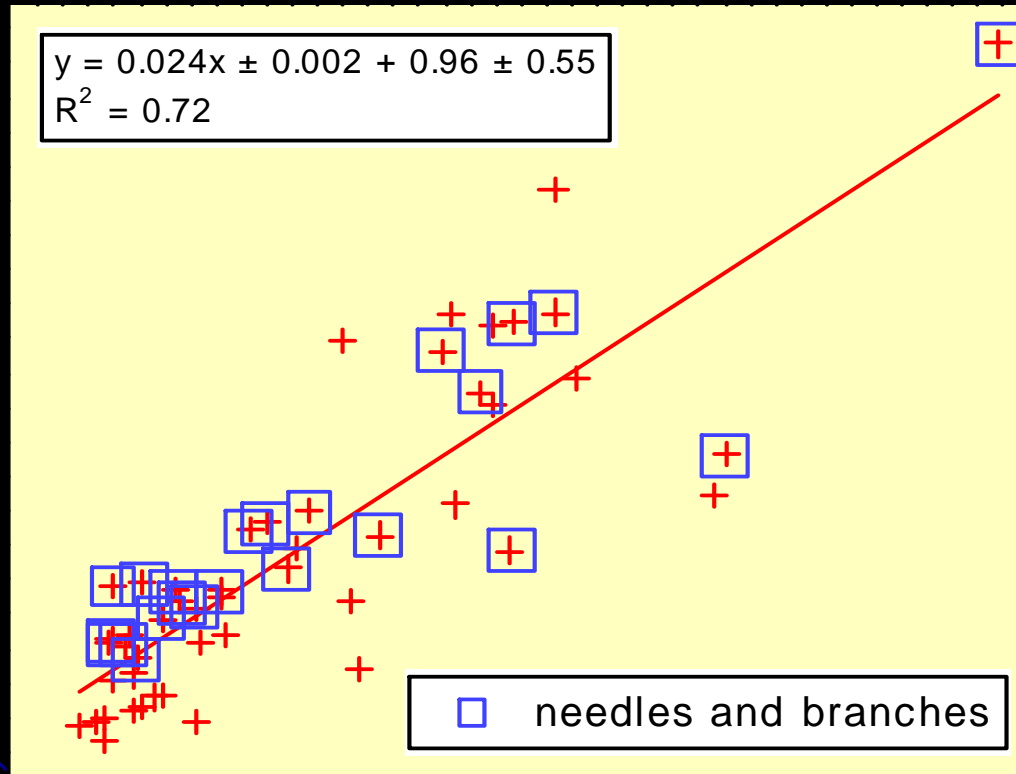 y = 0.024x ± 0.002 + 0.96 ± 0.55
R² = 0.72
needles and branches